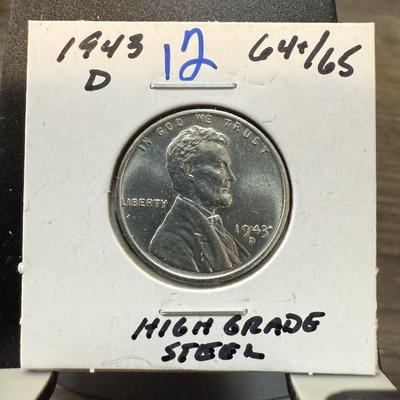 1943 12 64+/65
D
IN GOD WE TRUST
LIBERTY
1943
D
HIGH GRADE
STEEL